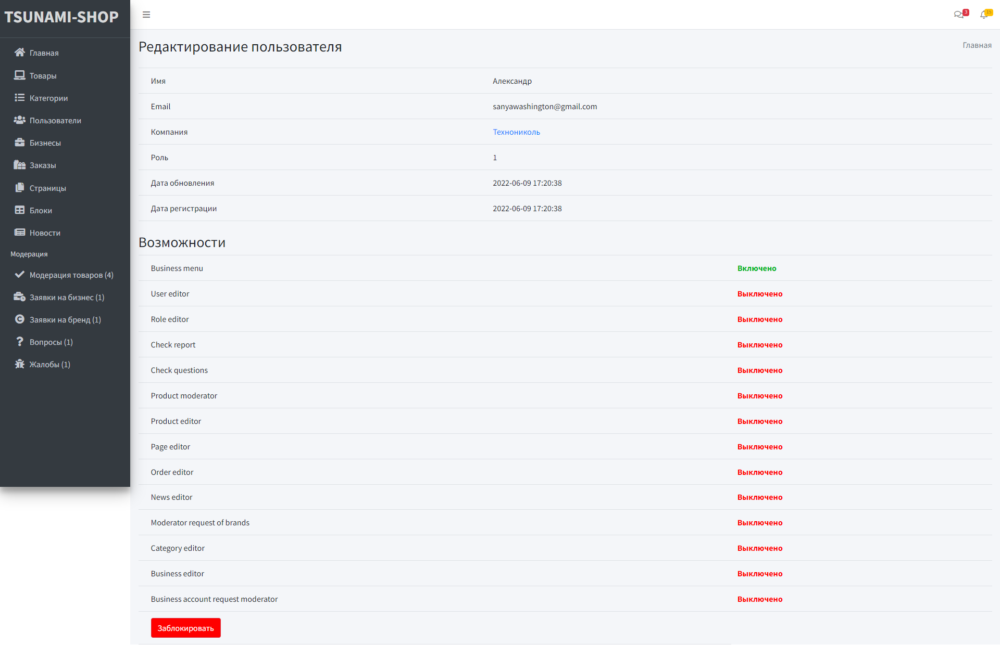 TSUNAMI-SHOP
Главная
Товары
Категории
Пользователи
Бизнесы
Заказы
Страницы
Блоки
Новости
Модерация
Модерация товаров (4)
Заявки на бизнес (1)
Заявки на бренд (1)
Вопросы (1)
Жалобы (1)
3
15
Редактирование пользователя
Главная
Имя Александр
Email sanyawashington@gmail.com
Компания Технониколь
Роль 1
Дата обновления 2022-06-09 17:20:38
Дата регистрации 2022-06-09 17:20:38
Возможности
Business menu Включено
User editor Выключено
Role editor Выключено
Check report Выключено
Check questions Выключено
Product moderator Выключено
Product editor Выключено
Page editor Выключено
Order editor Выключено
News editor Выключено
Moderator request of brands Выключено
Category editor Выключено
Business editor Выключено
Business account request moderator Выключено
Заблокировать